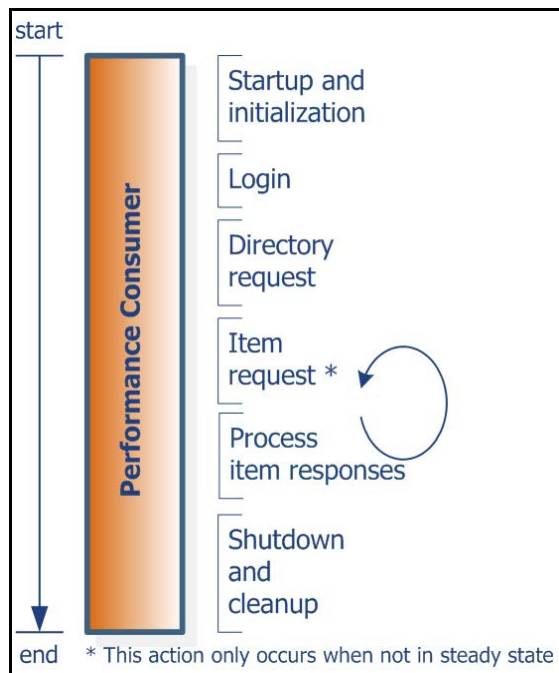 start
Performance Consumer
Startup and
initialization
Login
Directory
request
Item
request *
Process
item responses
Shutdown
and
cleanup
end
* This action only occurs when not in steady state